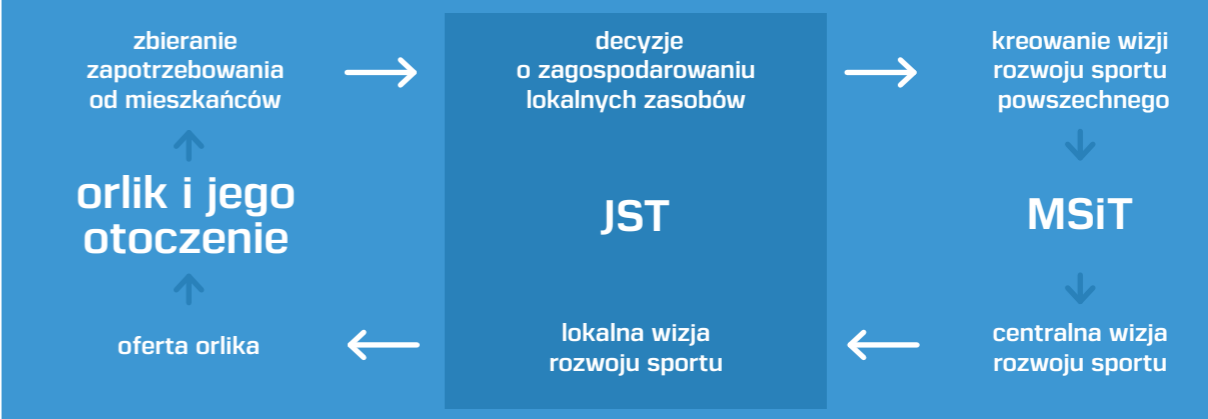 zbieranie
zapotrzebowania
od mieszkańców
decyzje
o zagospodarowaniu
lokalnych zasobów
kreowanie wizji
rozwoju sportu
powszechnego
orlik i jego
otoczenie
JST
MSiT
oferta orlika
lokalna wizja
rozwoju sportu
centralna wizja
rozwoju sportu